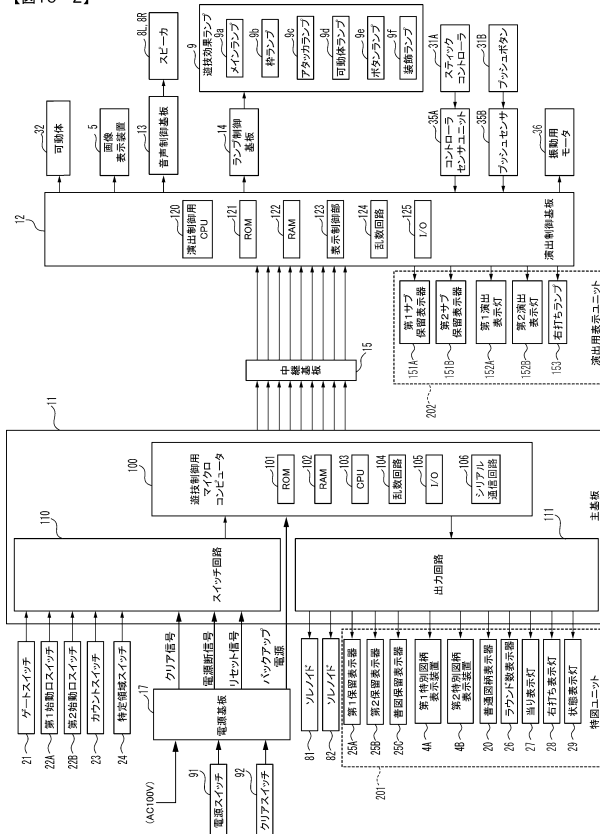 【図10-2】
8L, 8R
スピーカ
9
遊技効果ランプ
9a
メインランプ
9b
枠ランプ
9c
アタッカランプ
9d
可動体ランプ
9e
ボタンランプ
9f
装飾ランプ
31A
スティック
コントローラ
31B
プッシュボタン
32
可動体
5
画像
表示装置
13
音声制御基板
14
ランプ制御
基板
35A
コントローラ
センサユニット
35B
プッシュセンサ
36
振動用
モータ
12
120
演出制御用
CPU
121
ROM
122
RAM
123
表示制御部
124
乱数回路
125
I/O
演出制御基板
151A
第1サブ
保留表示器
151B
第2サブ
保留表示器
152A
第1演出
表示灯
152B
第2演出
表示灯
153
右打ちランプ
202
演出用表示ユニット
15
中継基板
11
100
遊技制御用
マイクロ
コンピュータ
101
ROM
102
RAM
103
CPU
104
乱数回路
105
I/O
106
シリアル
通信回路
主基板
110
スイッチ回路
111
出力回路
21
ゲートスイッチ
22A
第1始動口スイッチ
22B
第2始動口スイッチ
23
カウントスイッチ
24
特定領域スイッチ
クリア信号
電源断信号
リセット信号
バックアップ
電源
17
電源基板
(AC100V)
91
電源スイッチ
92
クリアスイッチ
81
ソレノイド
82
ソレノイド
25A
第1保留表示器
25B
第2保留表示器
25C
普図保留表示器
4A
第1特別図柄
表示装置
4B
第2特別図柄
表示装置
20
普通図柄表示器
26
ラウンド数表示器
27
当り表示灯
28
右打ち表示灯
29
状態表示灯
201
特図ユニット